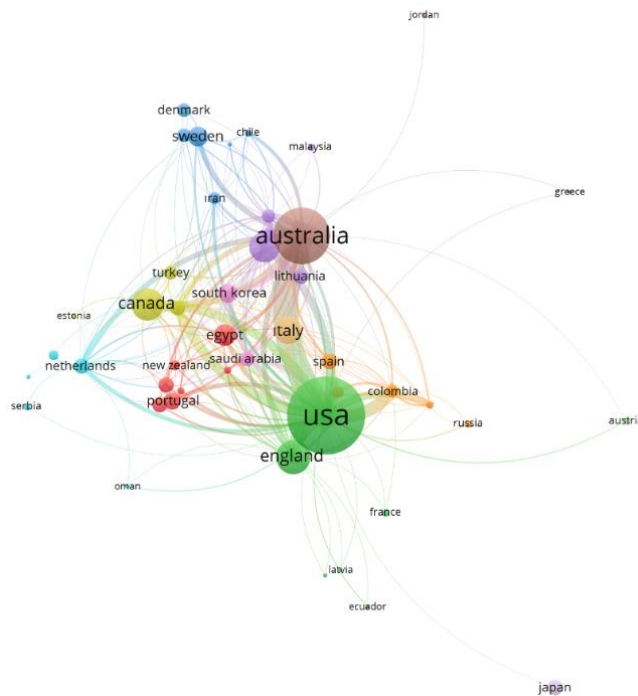 jordan
denmark
sweden
chile
malaysia
greece
iran
australia
turkey
lithuania
south korea
canada
estonia
egypt
italy
new zealand
saudi arabia
spain
netherlands
portugal
colombia
serbia
usa
russia
austri
england
oman
france
latvia
ecuador
japan